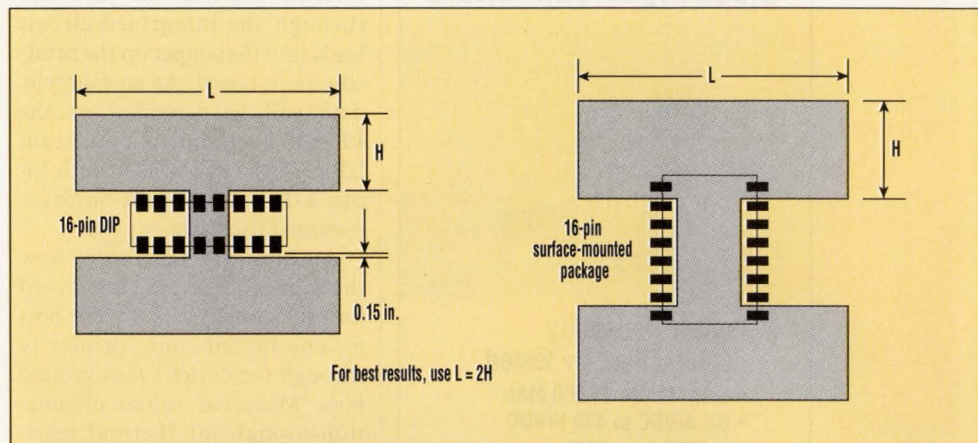 L
H
16-pin DIP
0.15 in.
For best results, use L = 2H
L
H
16-pin
surface-mounted
package